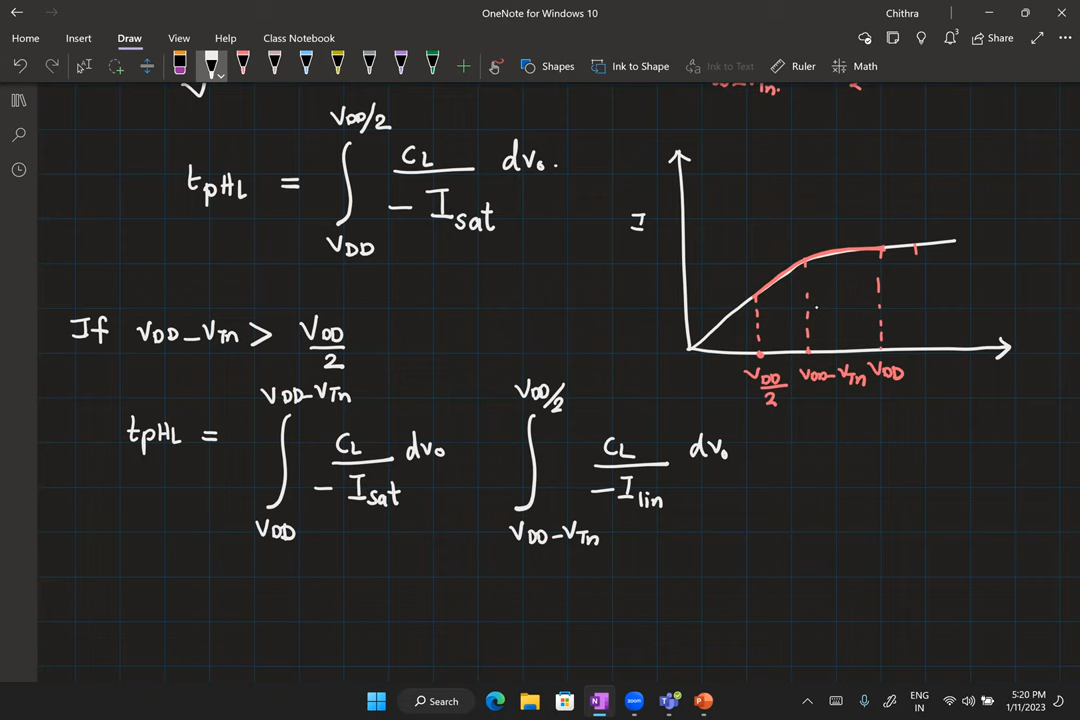 OneNote for Windows 10
Chithra
Home Insert Draw View Help Class Notebook
Share
Shapes Ink to Shape Ink to Text Ruler Math
VDD/2
tpHL = ∫ CL / - Isat dvo.
VDD
I
If VDD - VTn > VDD/2
VDD/2 VDD - VTn VDD
VDD-VTn VDD/2
tpHL = ∫ CL / - Isat dvo ∫ CL / - Ilin dvo
VDD VDD - VTn
Search
zoom
ENG
IN
5:20 PM
1/11/2023